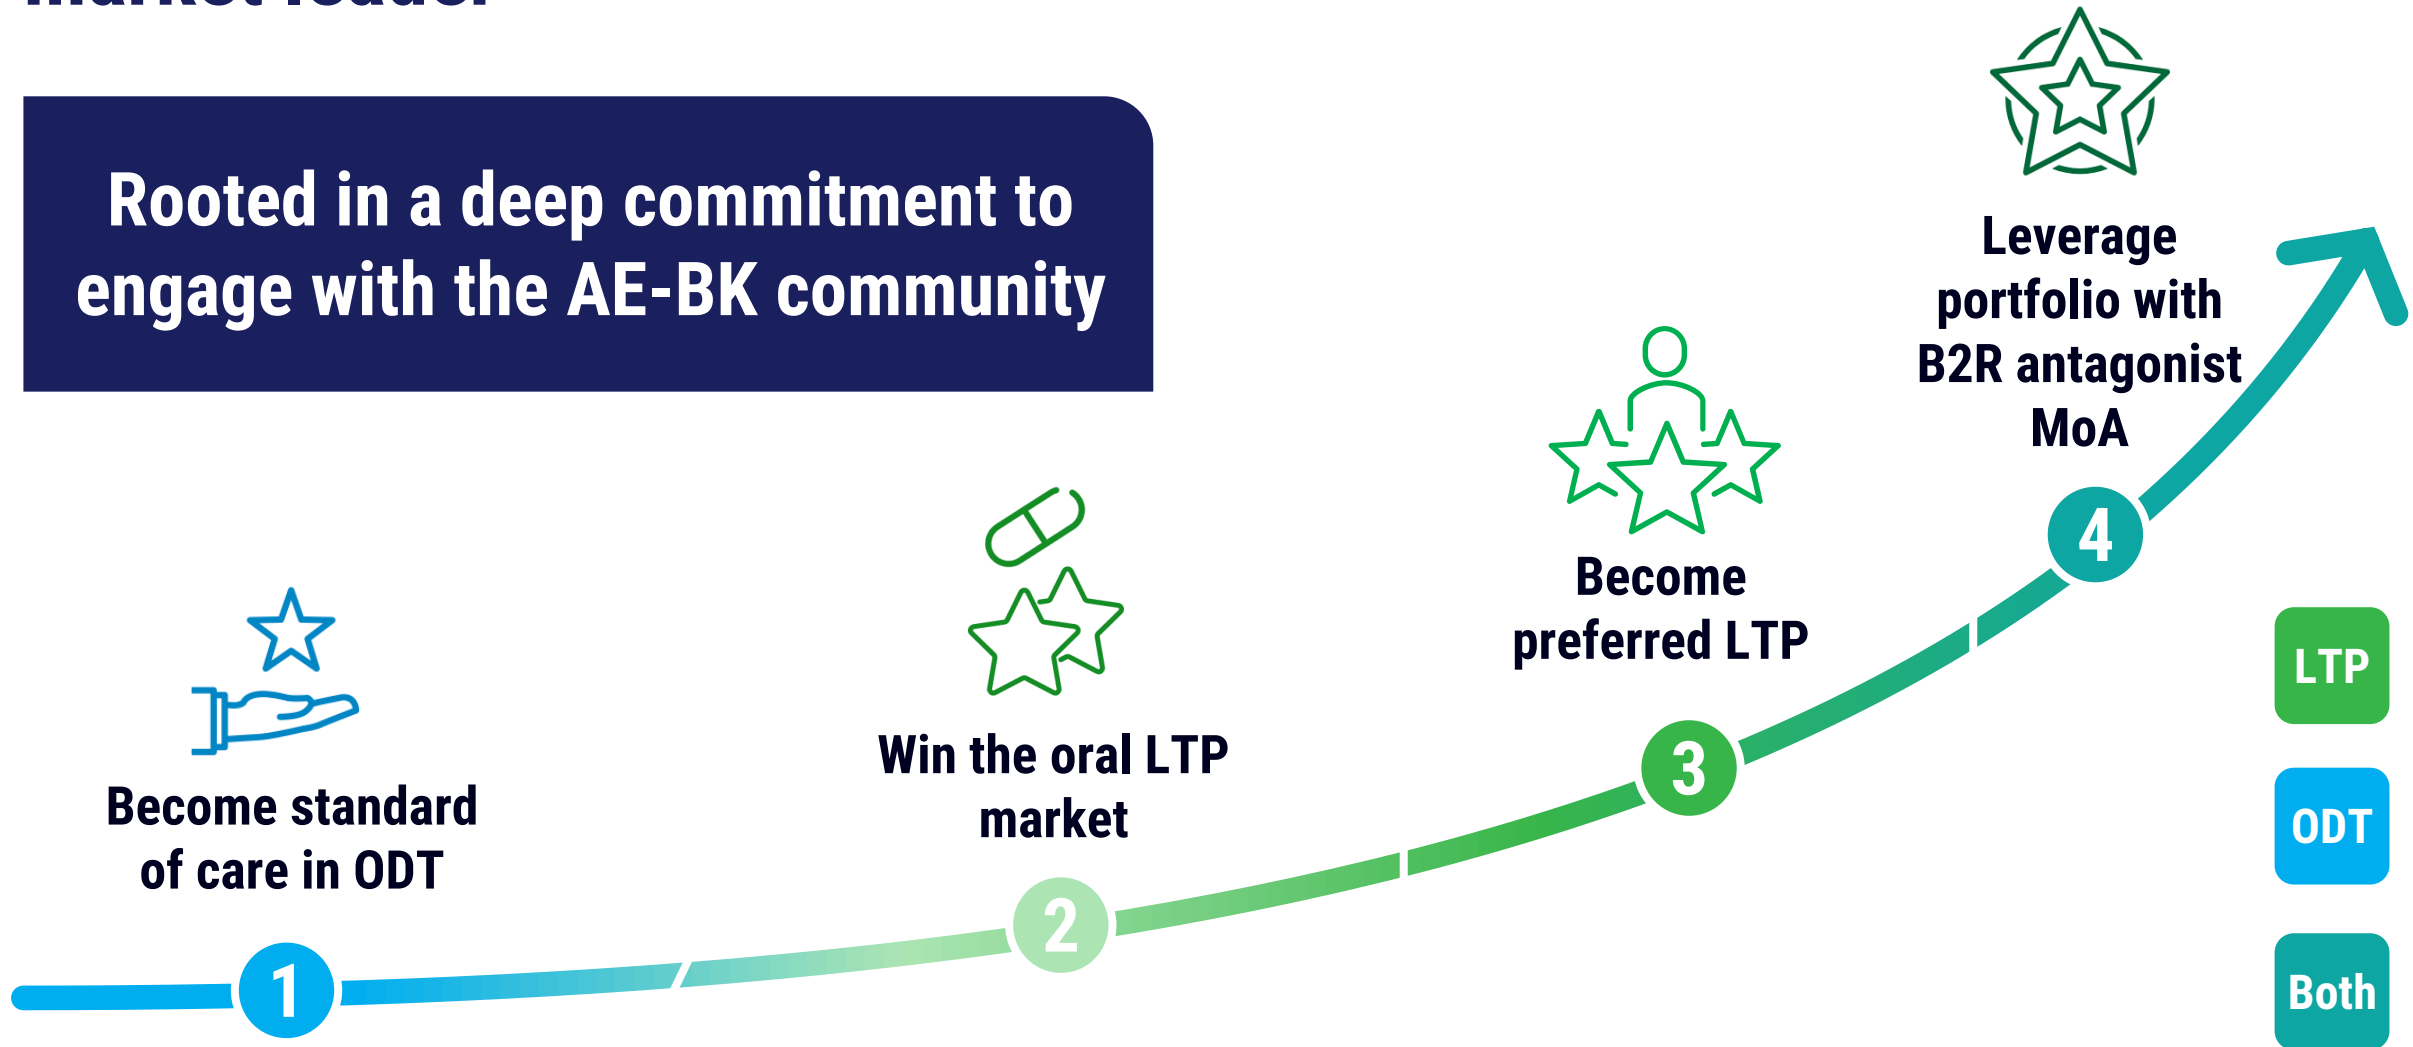 market leader
Rooted in a deep commitment to
engage with the AE-BK community
Leverage
portfolio with
B2R antagonist
MoA
Become
preferred LTP
Win the oral LTP
market
Become standard
of care in ODT
1
2
3
4
LTP
ODT
Both